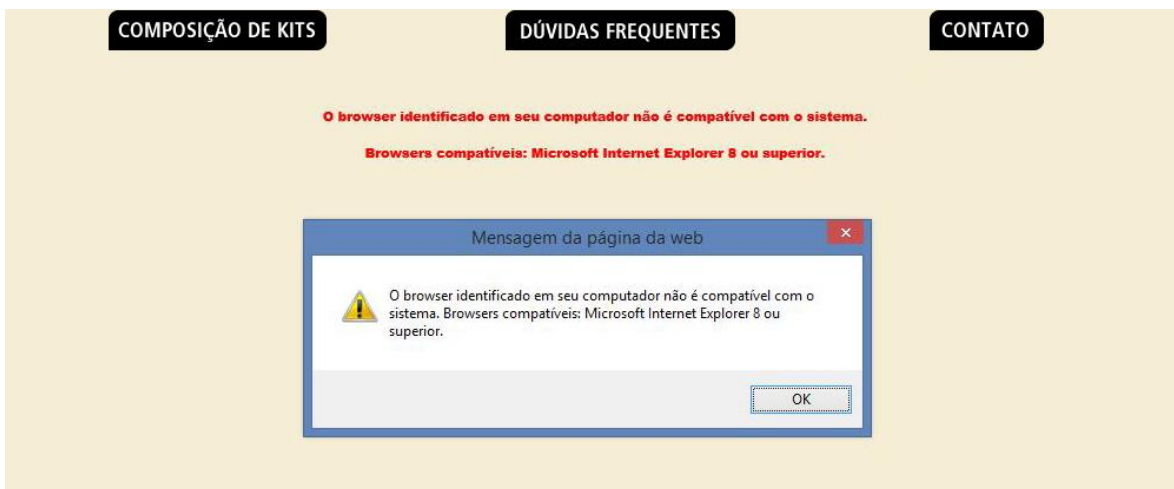 COMPOSIÇÃO DE KITS
DÚVIDAS FREQUENTES
CONTATO
O browser identificado em seu computador não é compatível com o sistema.
Browsers compatíveis: Microsoft Internet Explorer 8 ou superior.
Mensagem da página da web
O browser identificado em seu computador não é compatível com o
sistema. Browsers compatíveis: Microsoft Internet Explorer 8 ou
superior.
OK